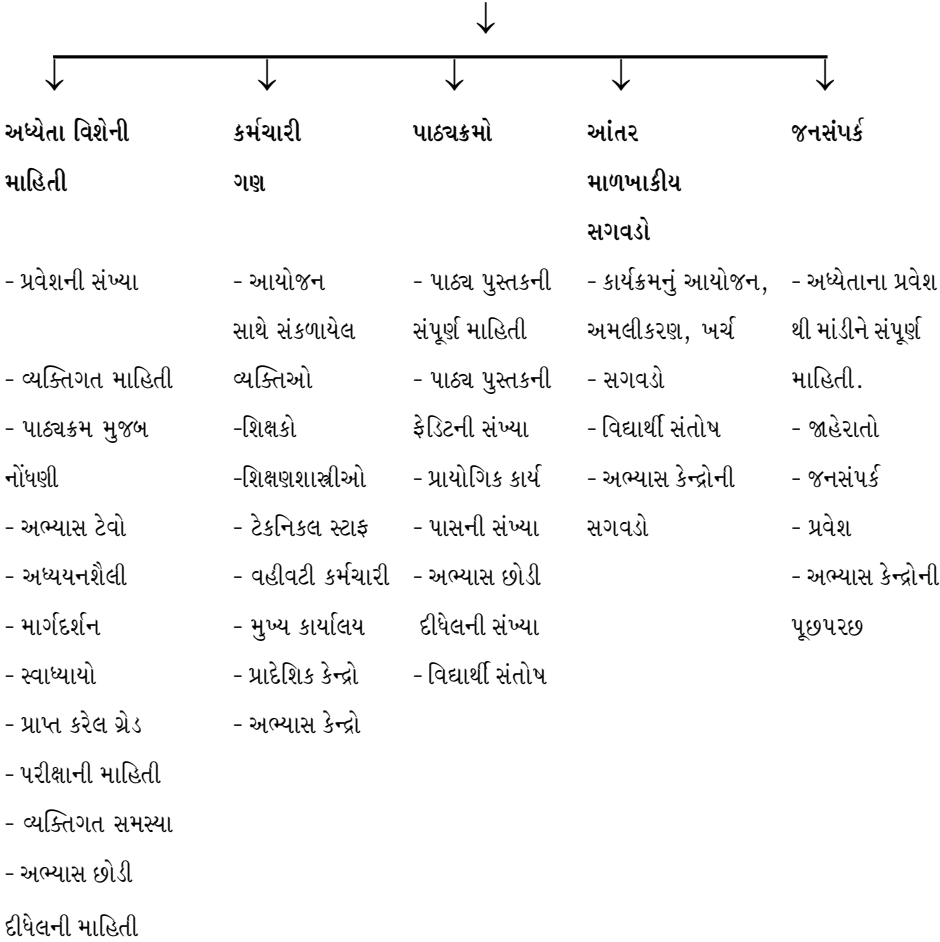 અધ્યેતા વિશેની
માહિતી
- પ્રવેશની સંખ્યા
- વ્યક્તિગત માહિતી
- પાઠ્યક્રમ મુજબ
નોંધણી
- અભ્યાસ ટેવો
- અધ્યયનશૈલી
- માર્ગદર્શન
- સ્વાધ્યાયો
- પ્રાપ્ત કરેલ ગ્રેડ
- પરીક્ષાની માહિતી
- વ્યક્તિગત સમસ્યા
- અભ્યાસ છોડી
દીધેલની માહિતી
કર્મચારી
ગણ
- આયોજન
સાથે સંકળાયેલ
વ્યક્તિઓ
-શિક્ષકો
-શિક્ષણશાસ્ત્રીઓ
- ટેકનિકલ સ્ટાફ
- વહીવટી કર્મચારી
- મુખ્ય કાર્યાલય
- પ્રાદેશિક કેન્દ્રો
- અભ્યાસ કેન્દ્રો
પાઠ્યક્રમો
- પાઠ્ય પુસ્તકની
સંપૂર્ણ માહિતી
- પાઠ્ય પુસ્તકની
ફેડિટની સંખ્યા
- પ્રાયોગિક કાર્ય
- પાસની સંખ્યા
- અભ્યાસ છોડી
દીધેલની સંખ્યા
- વિદ્યાર્થી સંતોષ
આંતર
માળખાકીય
સગવડો
- કાર્યક્રમનું આયોજન,
અમલીકરણ, ખર્ચ
- સગવડો
- વિદ્યાર્થી સંતોષ
- અભ્યાસ કેન્દ્રોની
સગવડો
જનસંપર્ક
- અધ્યેતાના પ્રવેશ
થી માંડીને સંપૂર્ણ
માહિતી.
- જાહેરાતો
- જનસંપર્ક
- પ્રવેશ
- અભ્યાસ કેન્દ્રોની
પૂછપરછ